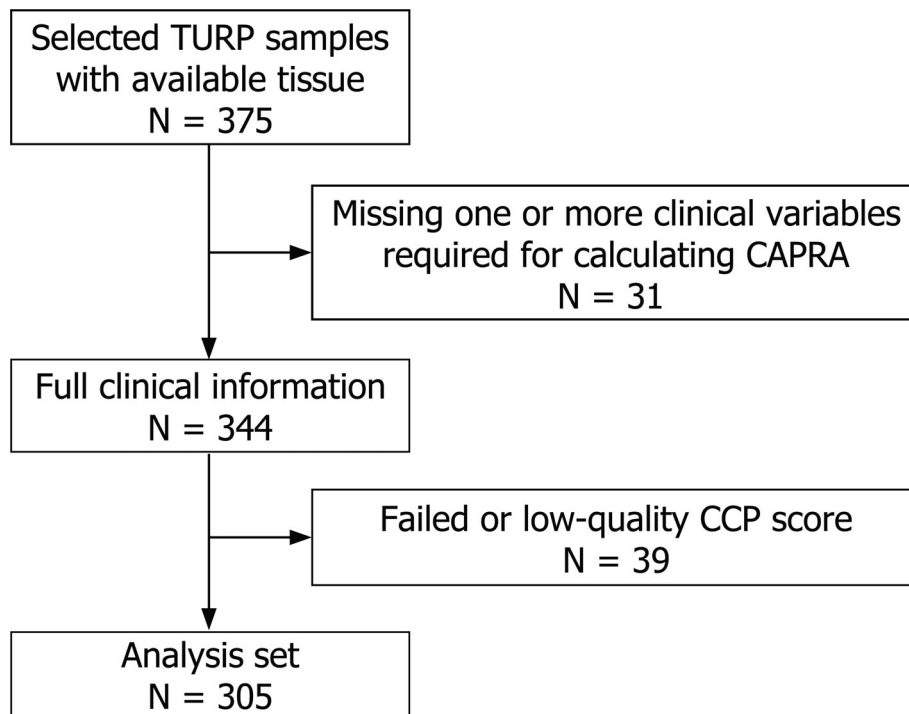 Selected TURP samples
with available tissue
N = 375
Missing one or more clinical variables
required for calculating CAPRA
N = 31
Full clinical information
N = 344
Failed or low-quality CCP score
N = 39
Analysis set
N = 305